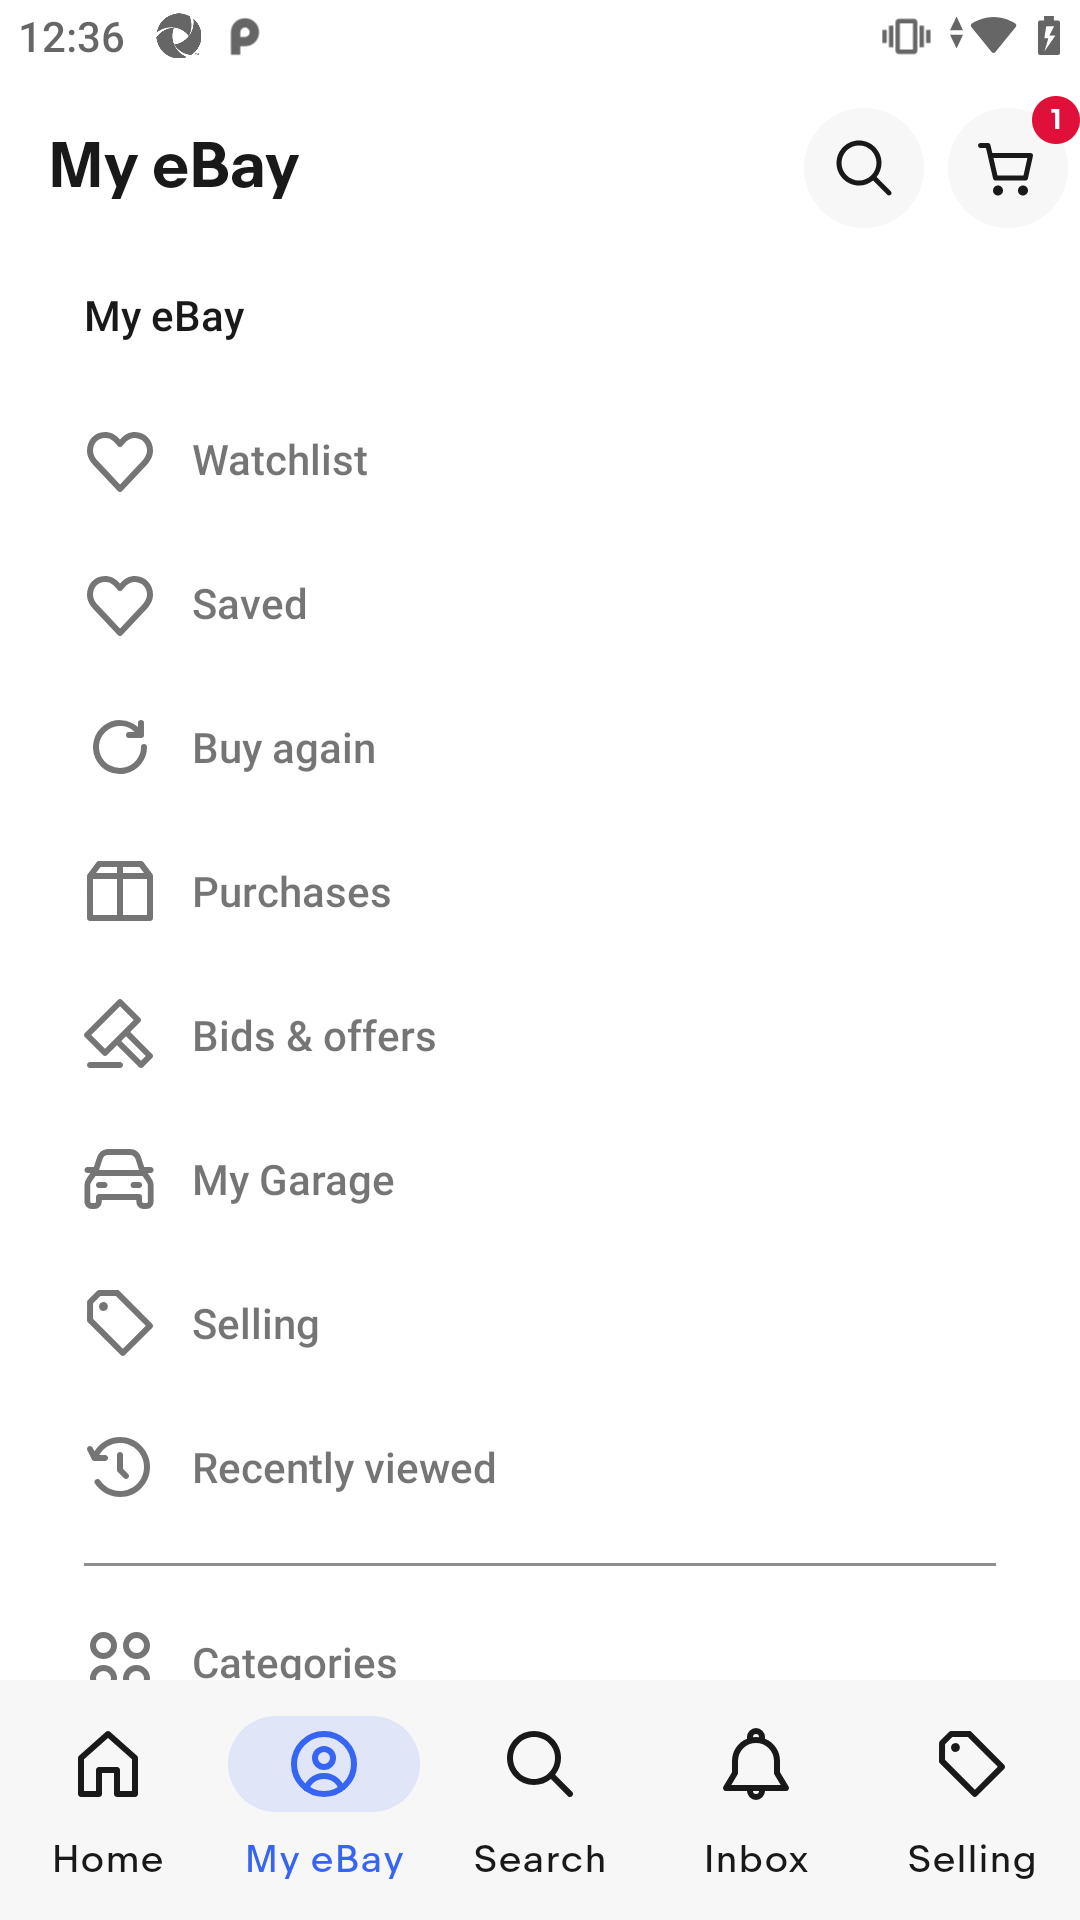 12:36
My eBay
1
My eBay
Watchlist
Saved
Buy again
Purchases
Bids & offers
My Garage
Selling
Recently viewed
Categories
Home
My eBay
Search
Inbox
Selling